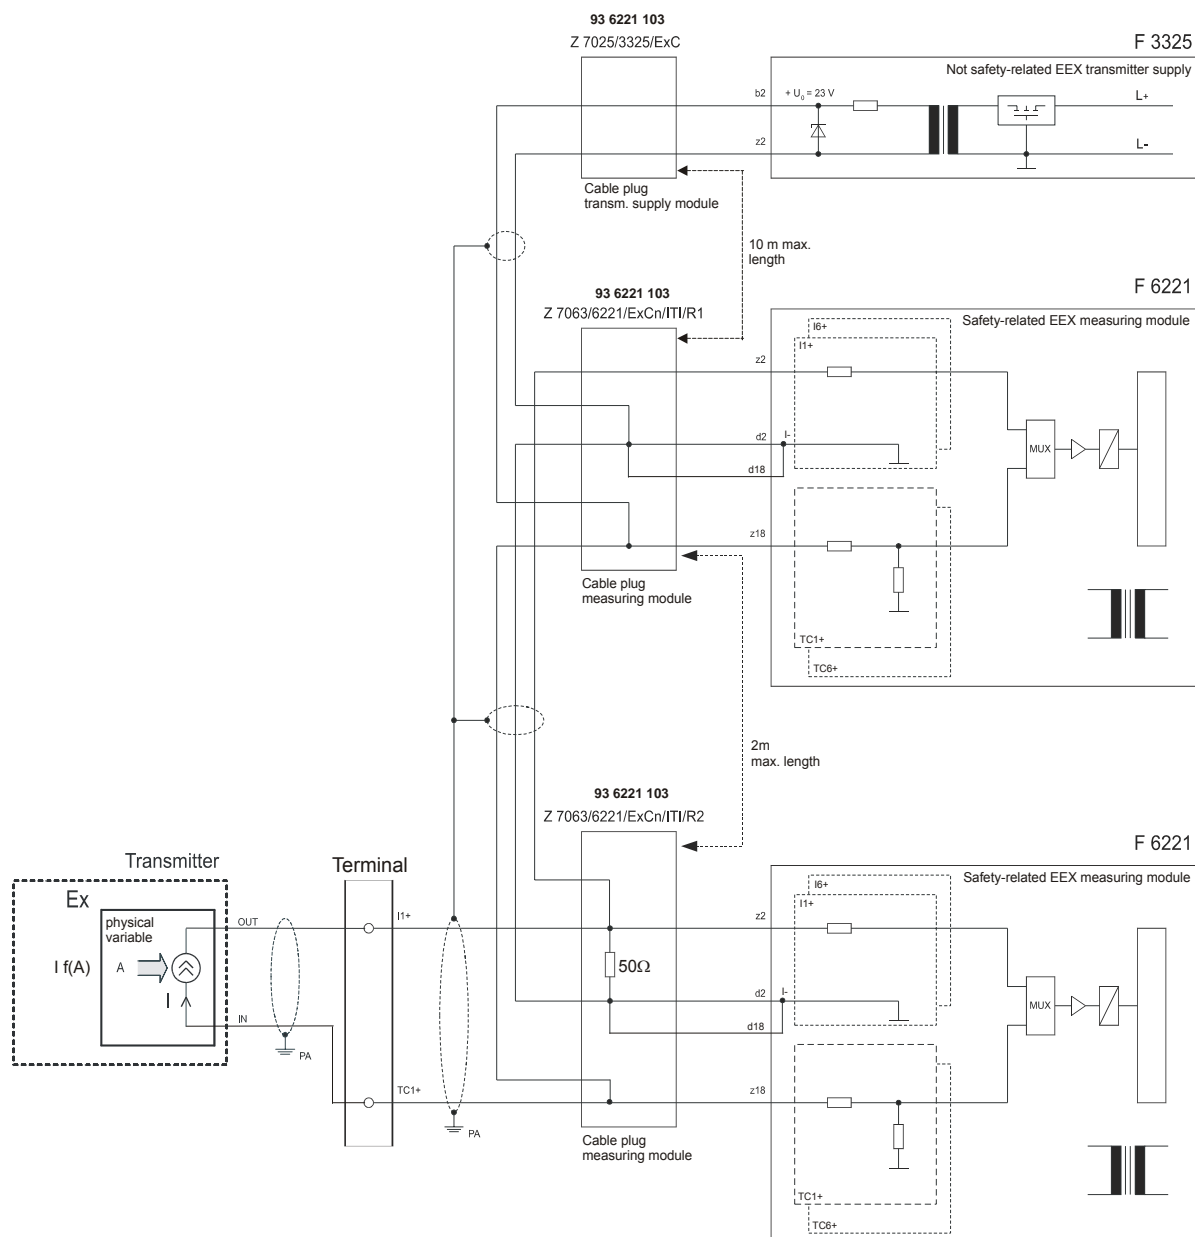 93 6221 103
Z 7025/3325/ExC
F 3325
Not safety-related EEX transmitter supply
b2
+ U0 = 23 V
L+
z2
L-
Cable plug
transm. supply module
10 m max.
length
93 6221 103
Z 7063/6221/ExCn/ITI/R1
F 6221
Safety-related EEX measuring module
I6+
I1+
z2
d2
I-
d18
MUX
z18
Cable plug
measuring module
TC1+
TC6+
2m
max. length
93 6221 103
Z 7063/6221/ExCn/ITI/R2
F 6221
Safety-related EEX measuring module
Transmitter
Terminal
Ex
physical
variable
I f(A)
A
I
OUT
IN
PA
I1+
TC1+
PA
50Ω
I6+
I1+
z2
d2
I-
d18
MUX
z18
Cable plug
measuring module
TC1+
TC6+